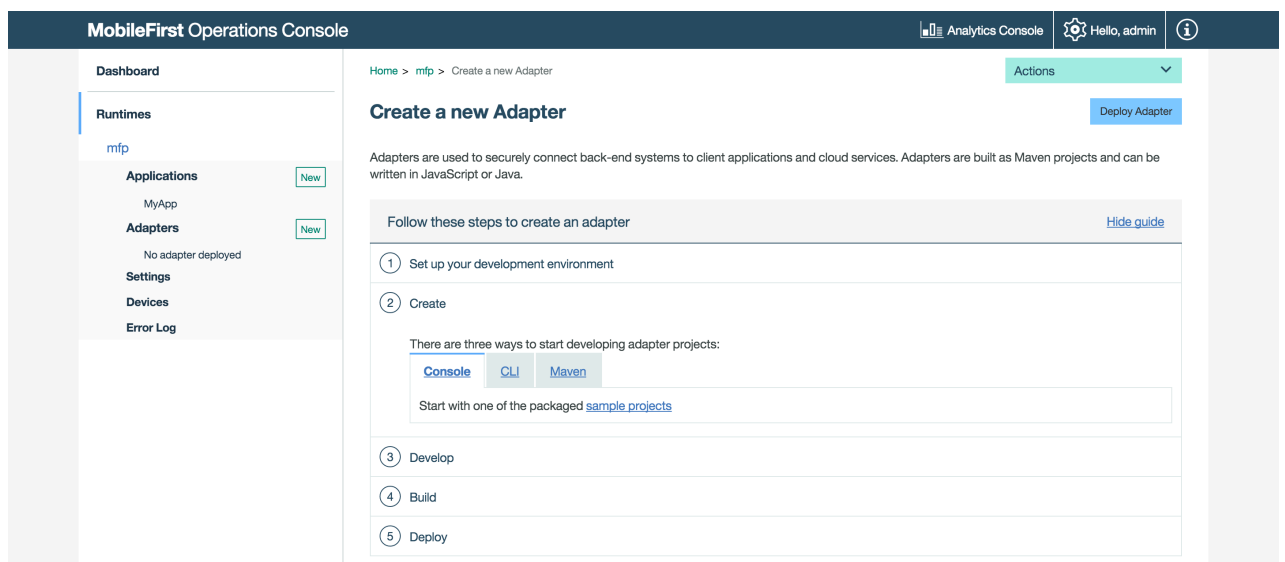 MobileFirst Operations Console
Analytics Console
Hello, admin
Dashboard
Runtimes
mfp
Applications
New
MyApp
Adapters
New
No adapter deployed
Settings
Devices
Error Log
Home > mfp > Create a new Adapter
Actions
Create a new Adapter
Deploy Adapter
Adapters are used to securely connect back-end systems to client applications and cloud services. Adapters are built as Maven projects and can be
written in JavaScript or Java.
Follow these steps to create an adapter
Hide guide
1 Set up your development environment
2 Create
There are three ways to start developing adapter projects:
Console CLI Maven
Start with one of the packaged sample projects
3 Develop
4 Build
5 Deploy